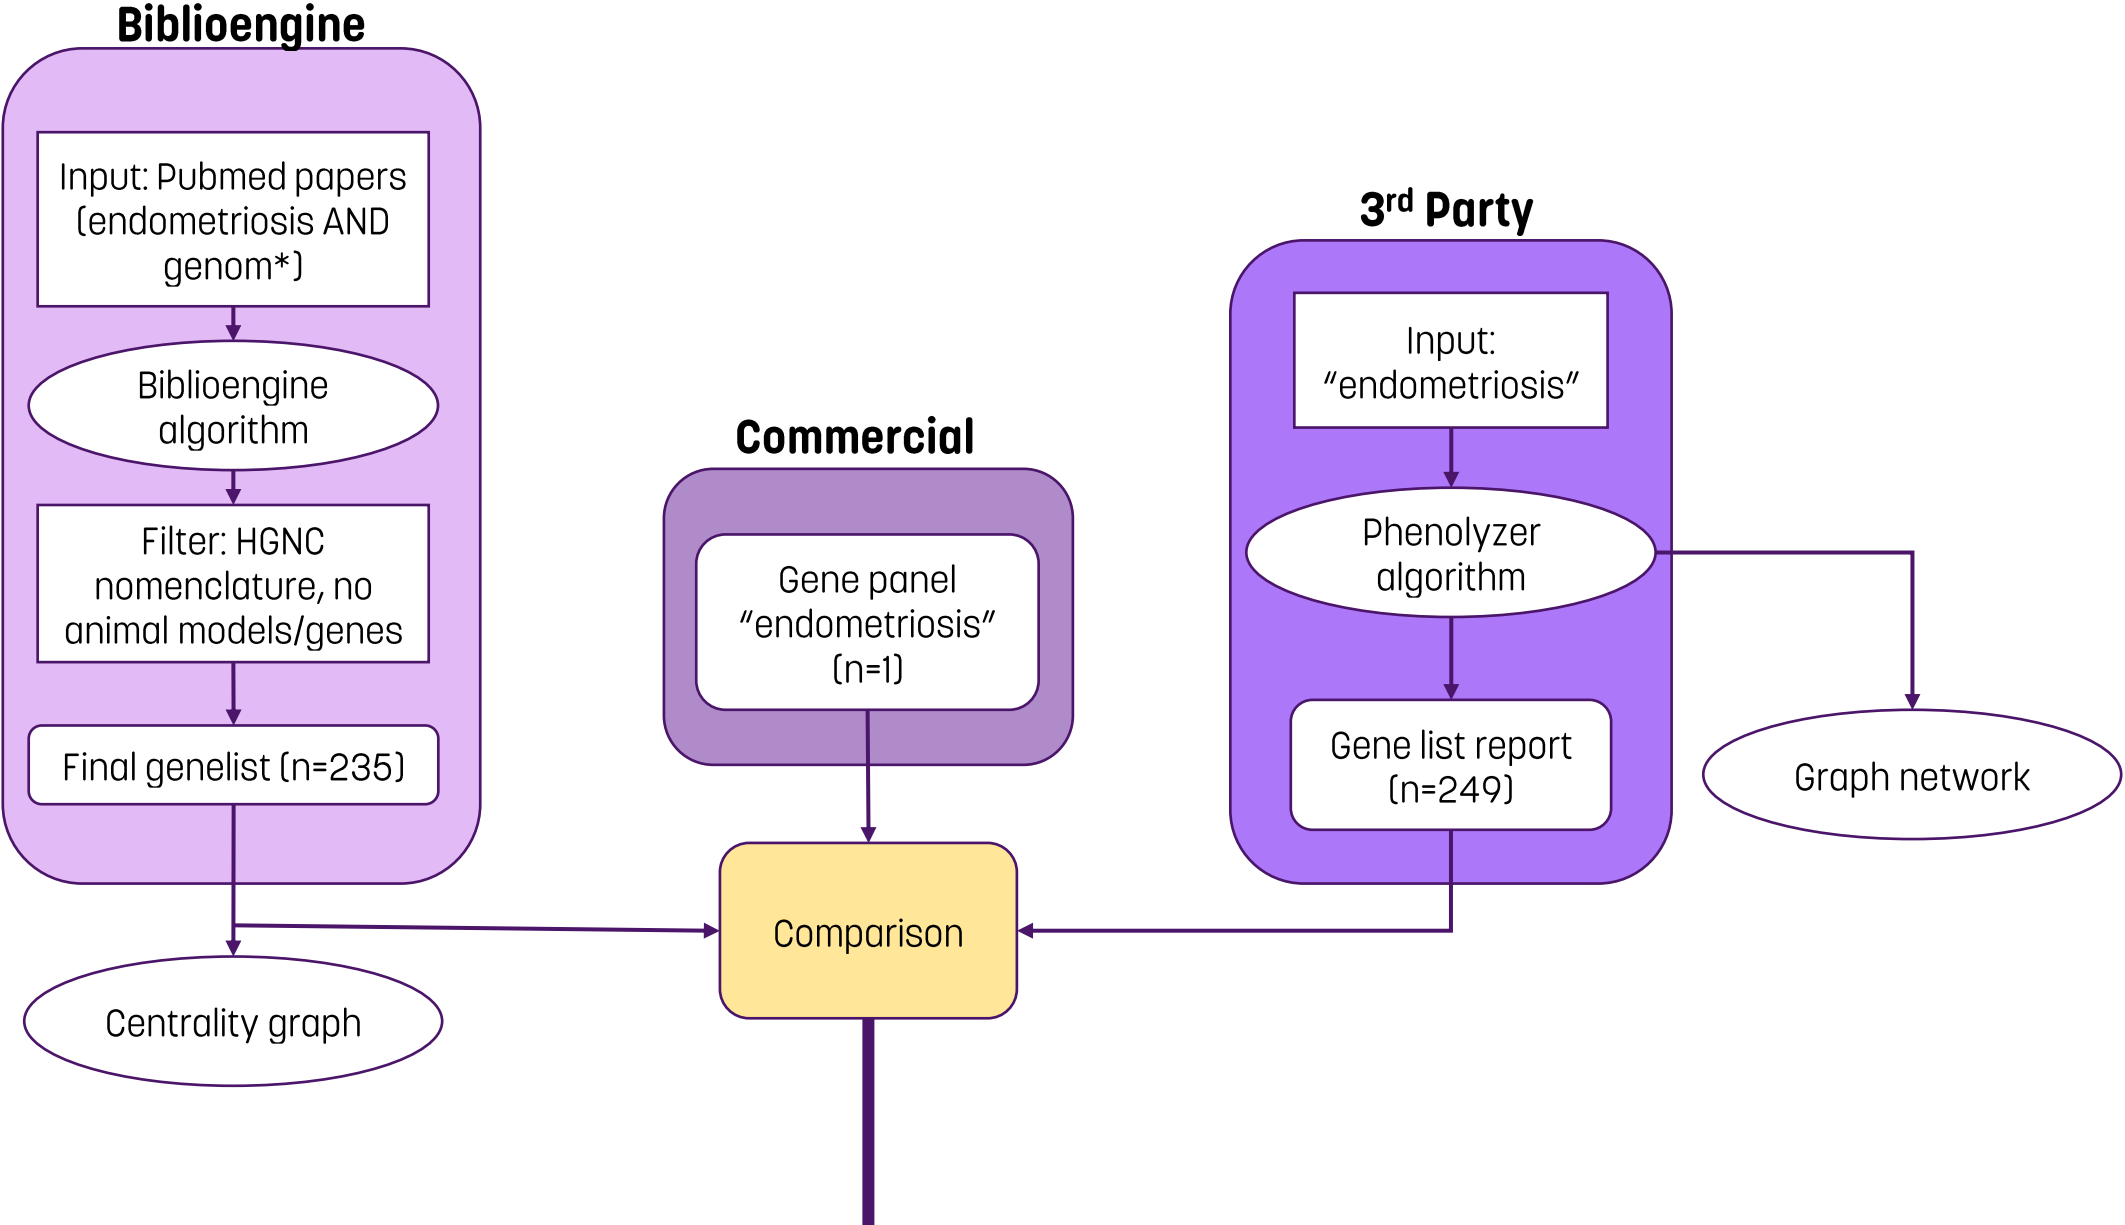 Biblioengine
Input: Pubmed papers
(endometriosis AND
genom*)
Biblioengine
algorithm
Filter: HGNC
nomenclature, no
animal models/genes
Final genelist (n=235)
Centrality graph
Commercial
Gene panel
“endometriosis”
(n=1)
Comparison
3rd Party
Input:
“endometriosis”
Phenolyzer
algorithm
Gene list report
(n=249)
Graph network